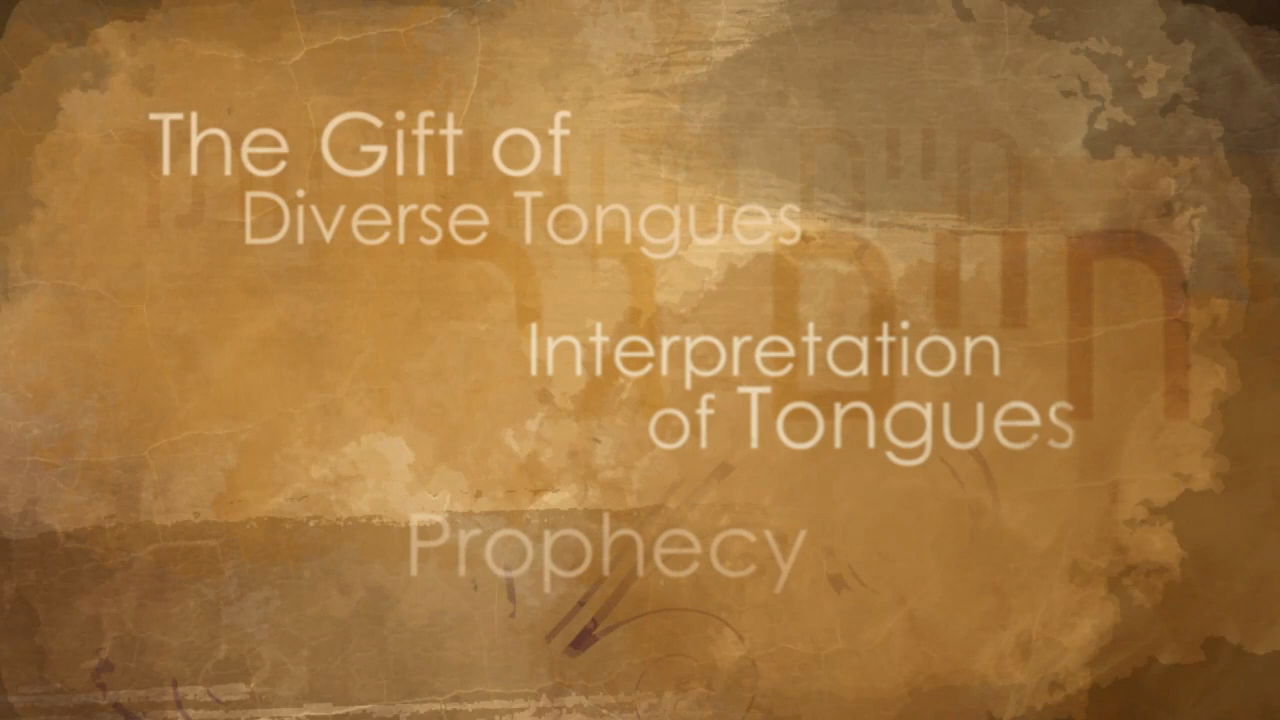 The Gift of
Diverse Tongues
Interpretation
of Tongues
Prophecy